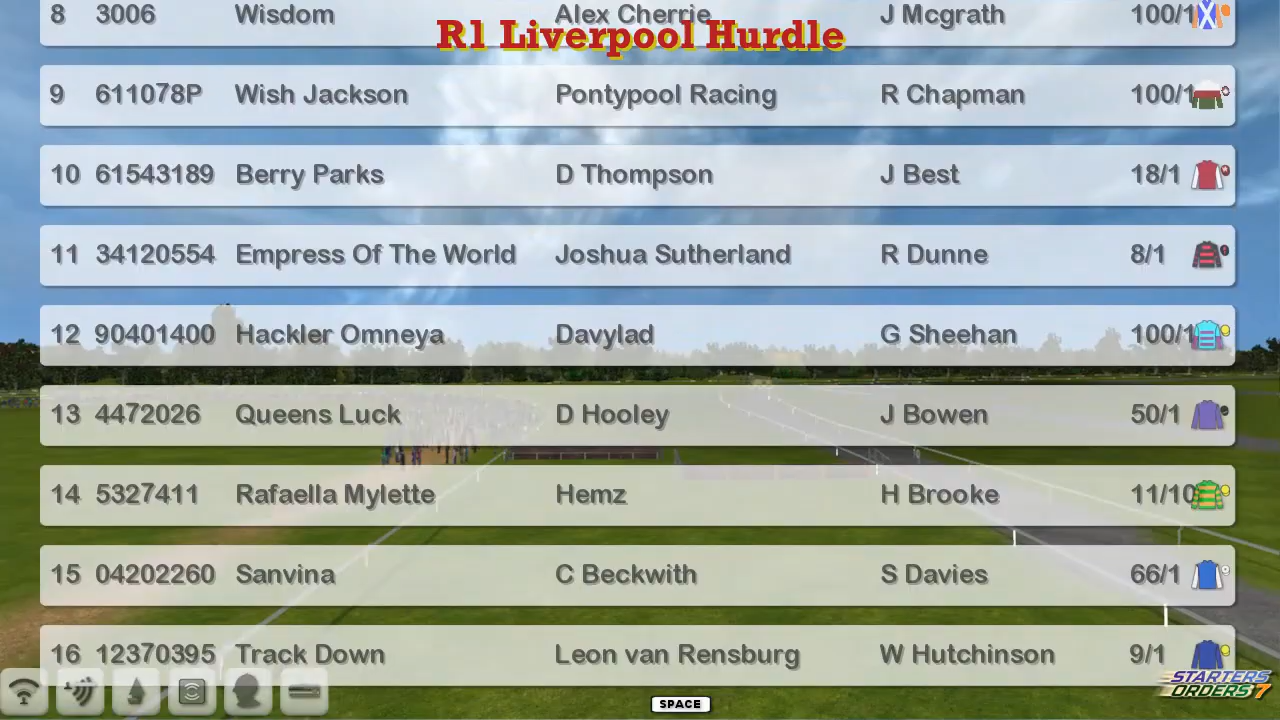 8 3006 Wisdom Alex Cherrie J Mcgrath 100/1
R1 Liverpool Hurdle
9 611078P Wish Jackson Pontypool Racing R Chapman 100/1
10 61543189 Berry Parks D Thompson J Best 18/1
11 34120554 Empress Of The World Joshua Sutherland R Dunne 8/1
12 90401400 Hackler Omneya Davylad G Sheehan 100/1
13 4472026 Queens Luck D Hooley J Bowen 50/1
14 5327411 Rafaella Mylette Hemz H Brooke 11/10
15 04202260 Sanvina C Beckwith S Davies 66/1
16 12370395 Track Down Leon van Rensburg W Hutchinson 9/1
STARTERS
ORDERS 7
SPACE